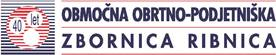 40 let
OBMOČNA OBRTNO-PODJETNIŠKA
ZBORNICA RIBNICA